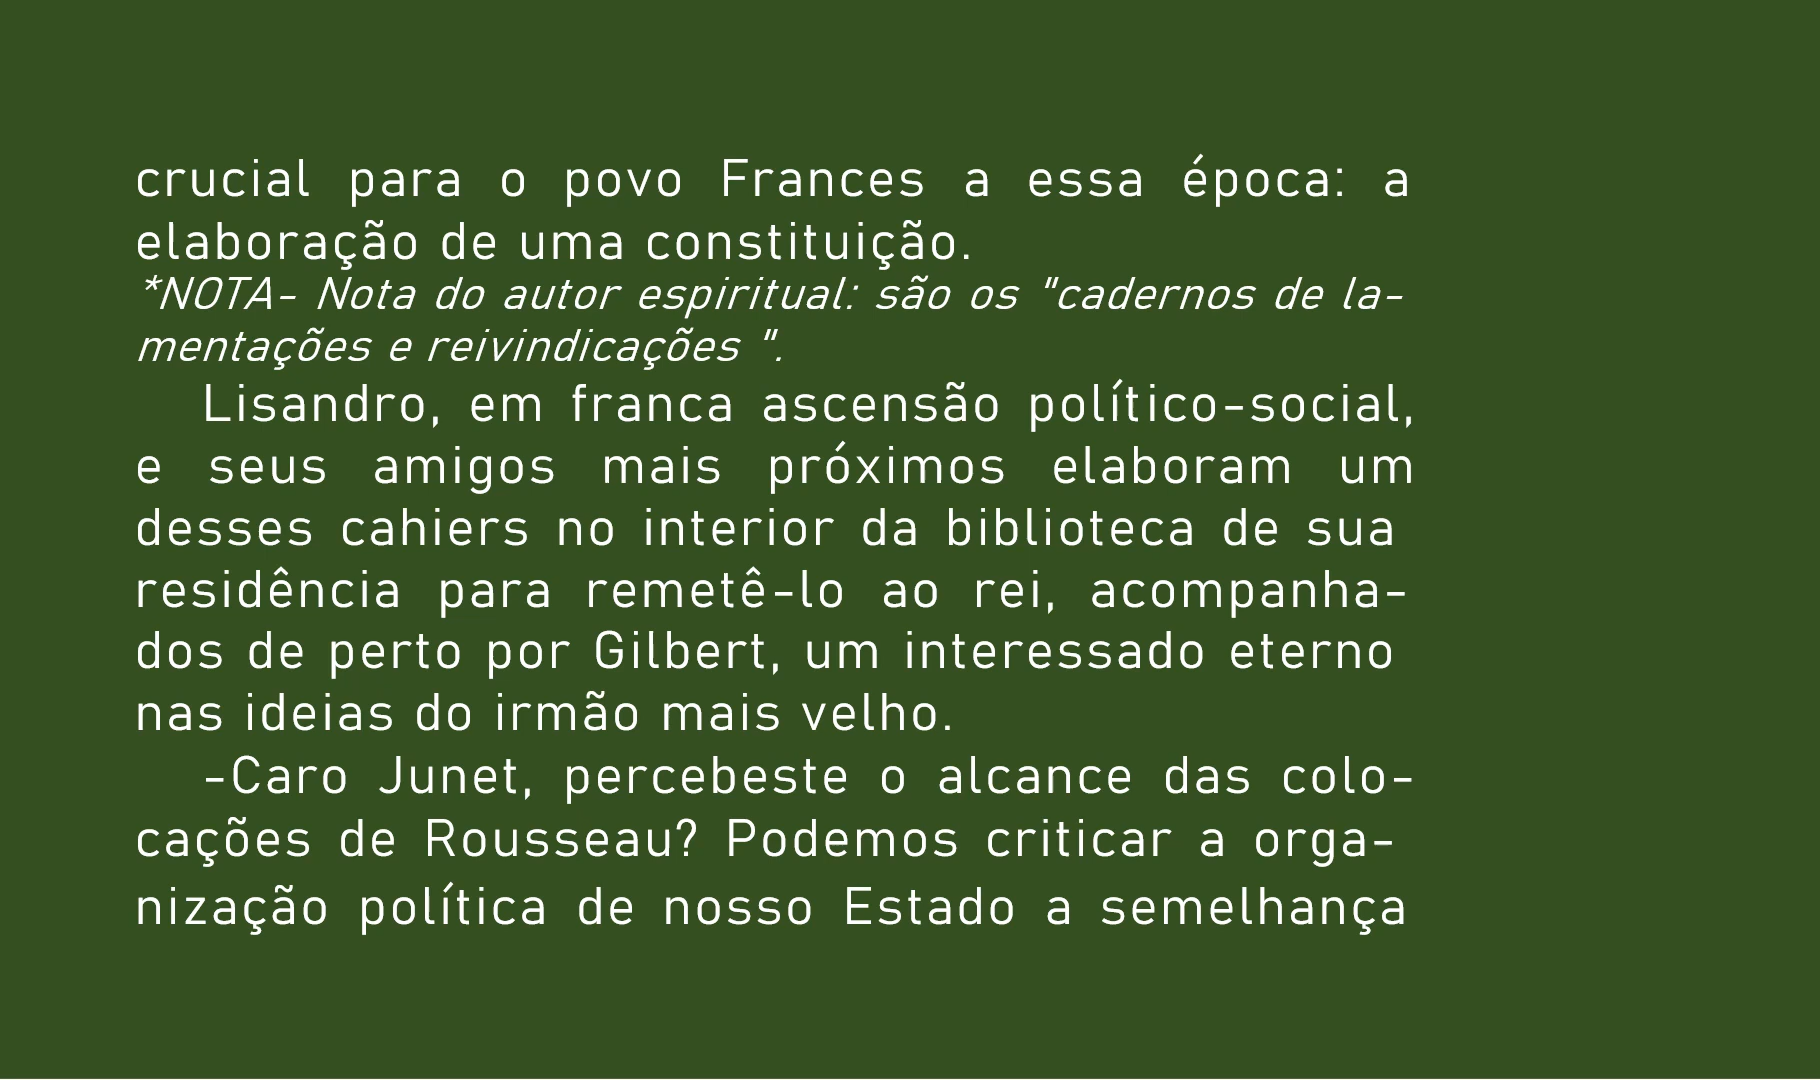 crucial para o povo Frances a essa época: a
elaboração de uma constituição.
*NOTA- Nota do autor espiritual: são os "cadernos de la-
mentações e reivindicações ".
Lisandro, em franca ascensão político-social,
e seus amigos mais próximos elaboram um
desses cahiers no interior da biblioteca de sua
residência para remetê-lo ao rei, acompanha-
dos de perto por Gilbert, um interessado eterno
nas ideias do irmão mais velho.
-Caro Junet, percebeste o alcance das colo-
cações de Rousseau? Podemos criticar a orga-
nização política de nosso Estado a semelhança